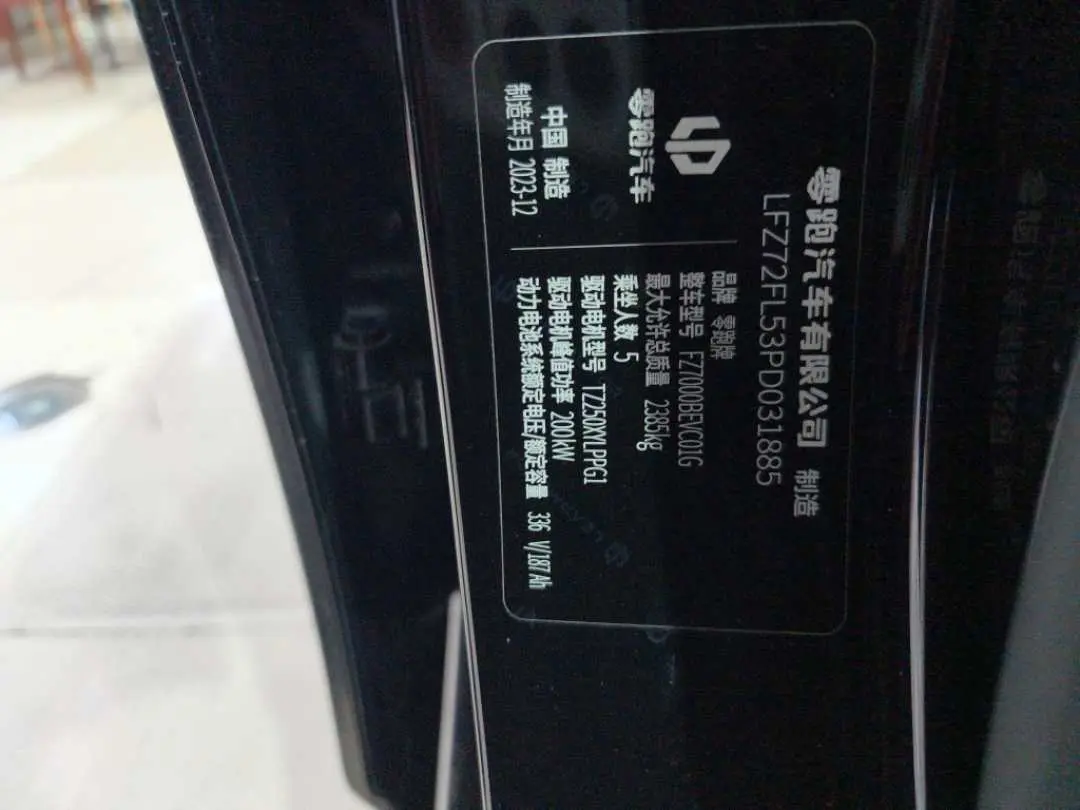 零跑汽车有限公司 制造
LFZ72FL53PD031885
零跑汽车
中国 制造
制造年月 2023-12
品牌 零跑牌
整车型号 FZ7000BEVC01G
最大允许总质量 2385kg
乘坐人数 5
驱动电机型号 TZ250XYLPPG1
驱动电机峰值功率 200kW
动力电池系统额定电压/额定容量 336 V/187Ah